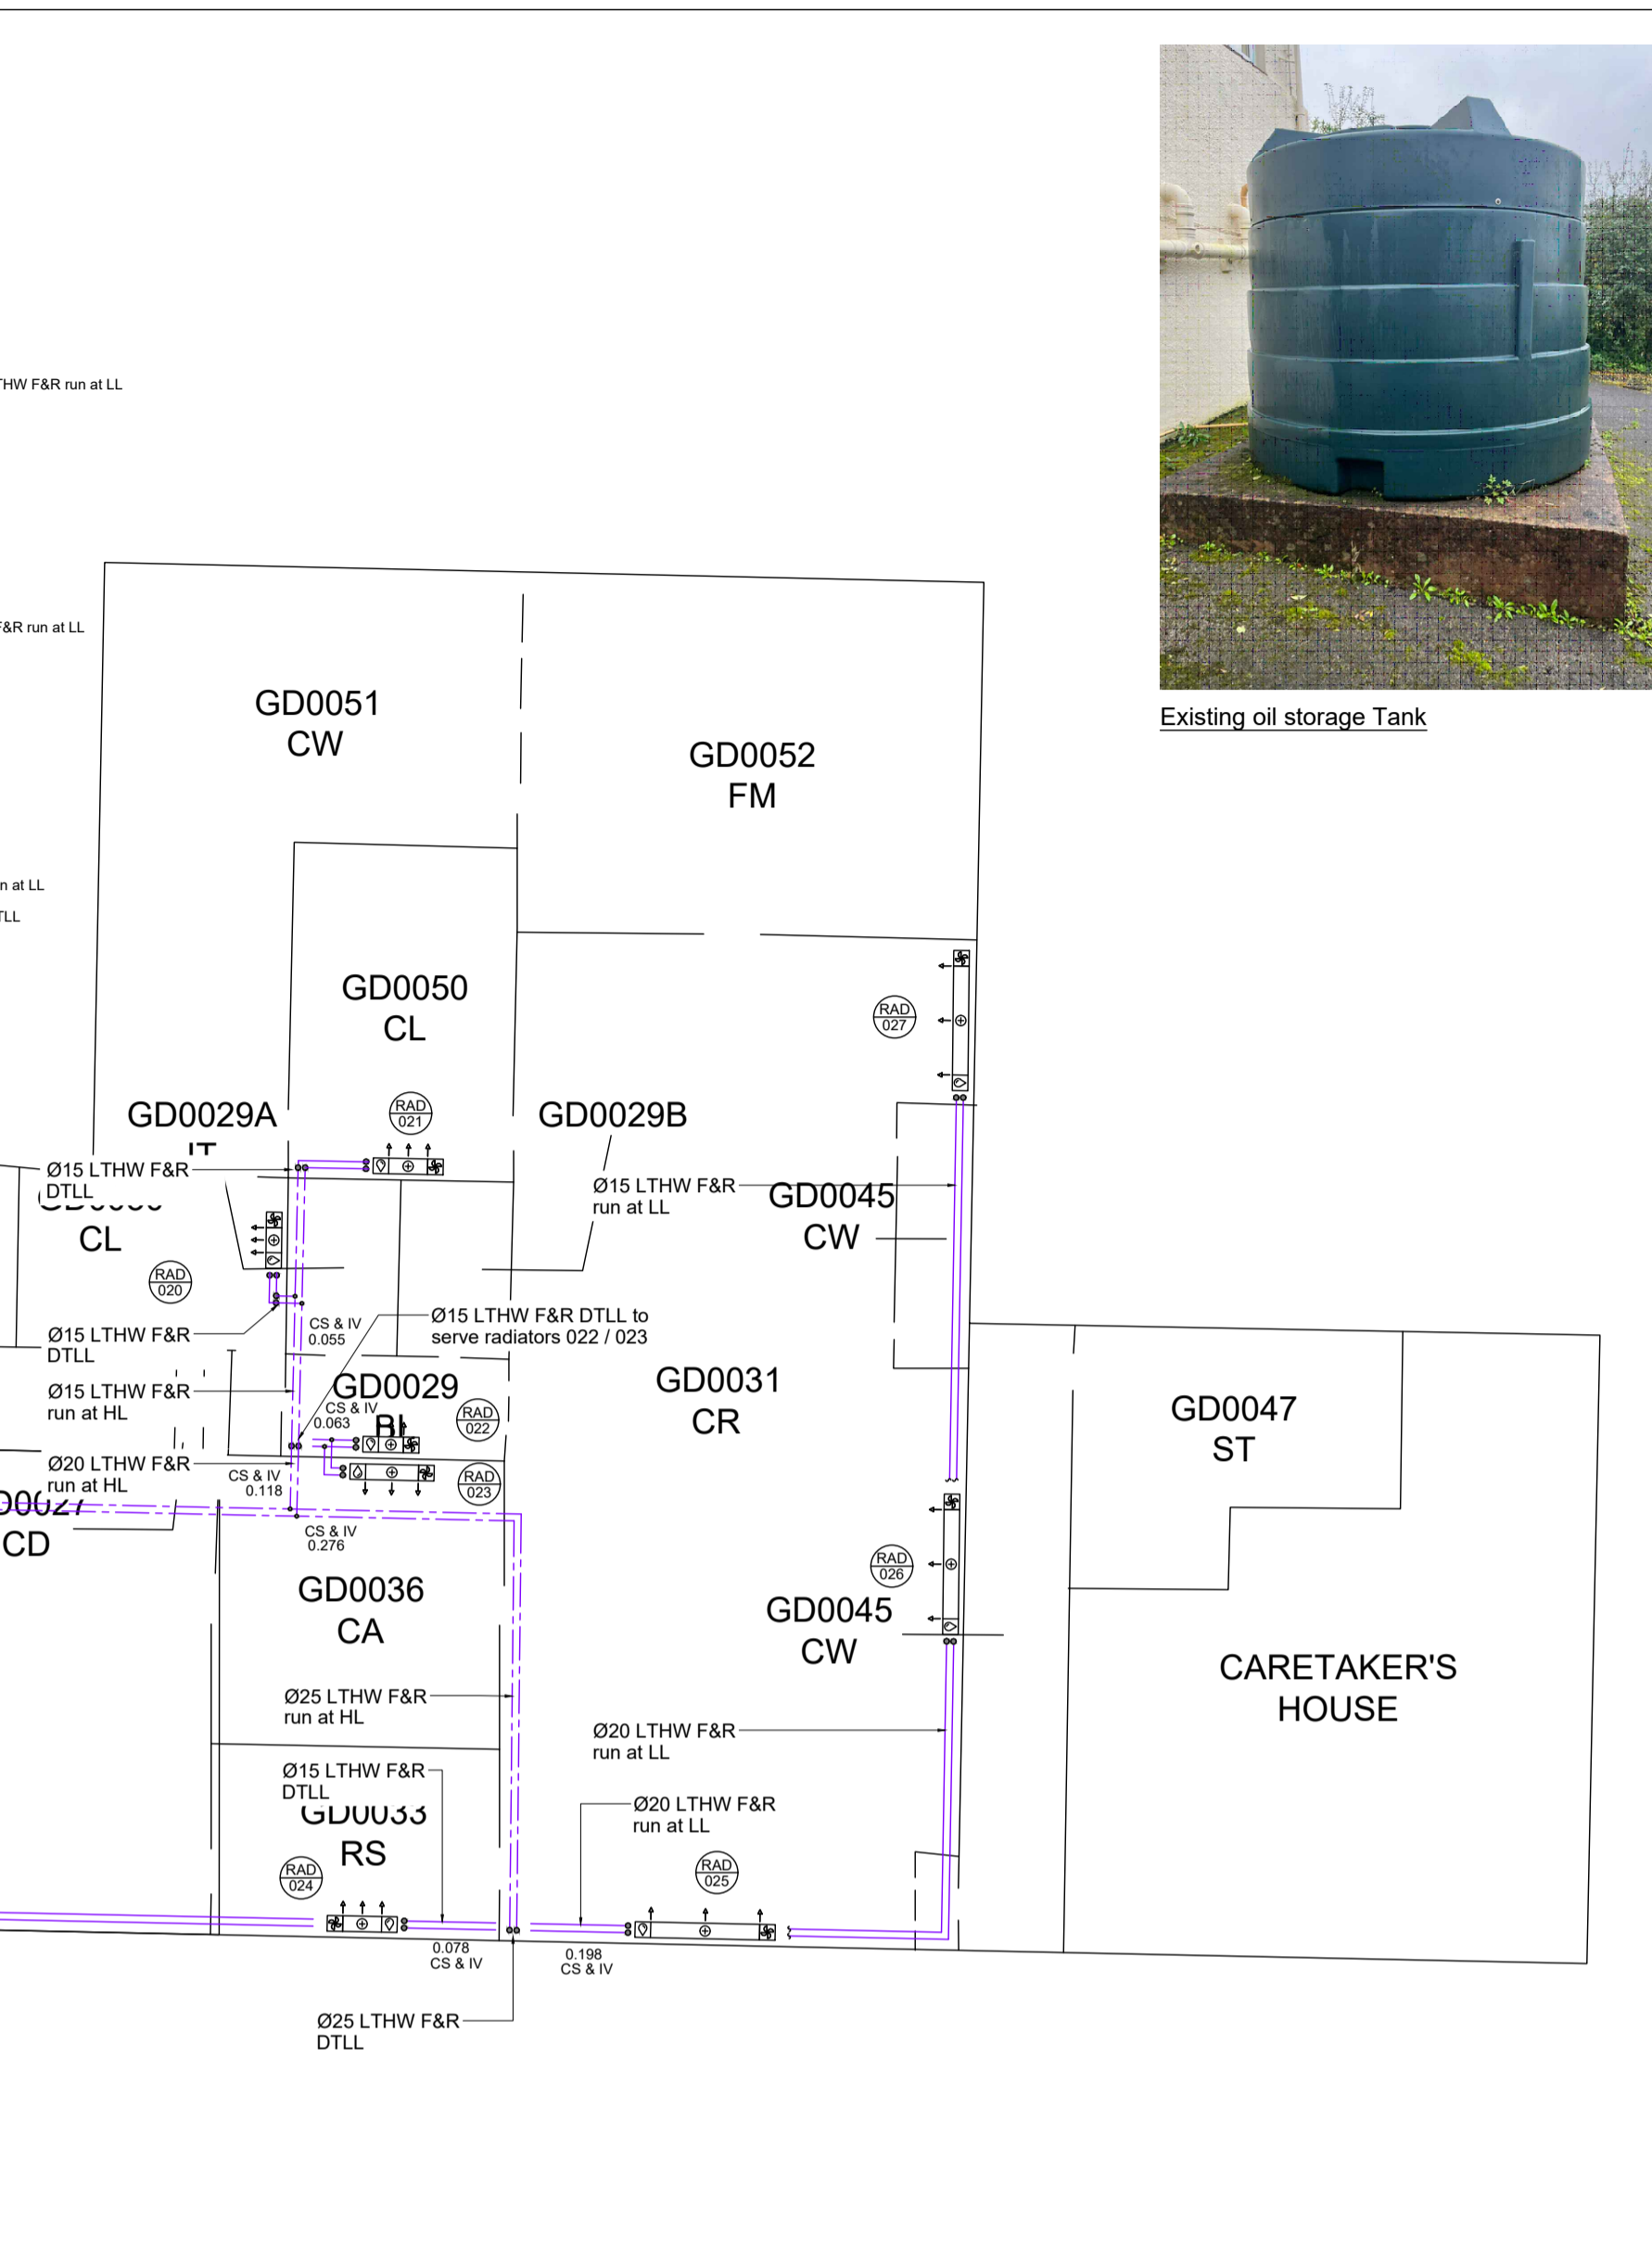 HW F&R run at LL
&R run at LL
n at LL
LL
Existing oil storage Tank
GD0051
CW
GD0052
FM
GD0050
CL
RAD
027
GD0029A
RAD
021
GD0029B
Ø15 LTHW F&R
DTLL
Ø15 LTHW F&R
run at LL
GD0045
CW
CL
RAD
020
CS & IV
0.055
Ø15 LTHW F&R DTLL to
serve radiators 022 / 023
Ø15 LTHW F&R
DTLL
Ø15 LTHW F&R
run at HL
GD0029
CS & IV
0.063
RAD
022
GD0031
CR
GD0047
ST
Ø20 LTHW F&R
run at HL
CS & IV
0.118
RAD
023
CD
CS & IV
0.276
RAD
026
GD0036
CA
GD0045
CW
CARETAKER'S
HOUSE
Ø25 LTHW F&R
run at HL
Ø20 LTHW F&R
run at LL
Ø15 LTHW F&R
DTLL
GD0033
RS
Ø20 LTHW F&R
run at LL
RAD
024
RAD
025
0.078
CS & IV
0.198
CS & IV
Ø25 LTHW F&R
DTLL